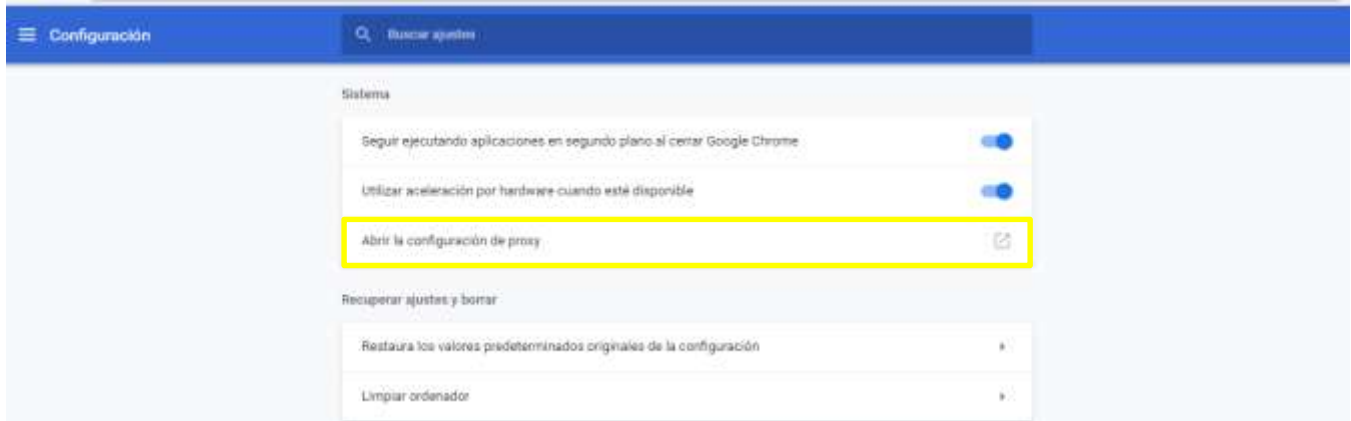 Configuración
Buscar ajustes
Sistema
Seguir ejecutando aplicaciones en segundo plano al cerrar Google Chrome
Utilizar aceleración por hardware cuando esté disponible
Abrir la configuración de proxy
Recuperar ajustes y borrar
Restaura los valores predeterminados originales de la configuración
Limpiar ordenador